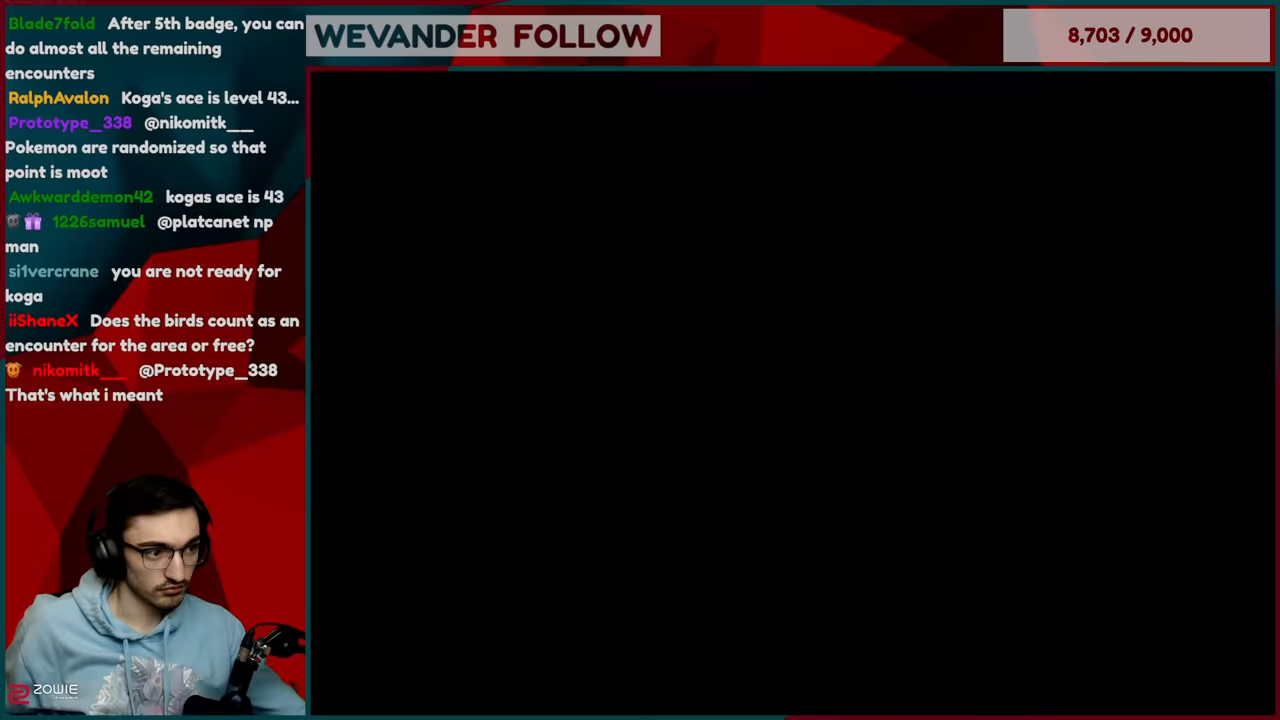 Blade7fold After 5th badge, you can
do almost all the remaining
encounters
RalphAvalon Koga's ace is level 43...
Prototype_338 @nikomitk__
Pokemon are randomized so that
point is moot
Awkwarddemon42 kogas ace is 43
1226samuel @platcanet np
man
si1vercrane you are not ready for
koga
iiShaneX Does the birds count as an
encounter for the area or free?
nikomitk__ @Prototype_338
That's what i meant
WEVANDER FOLLOW
8,703 / 9,000
ZOWIE